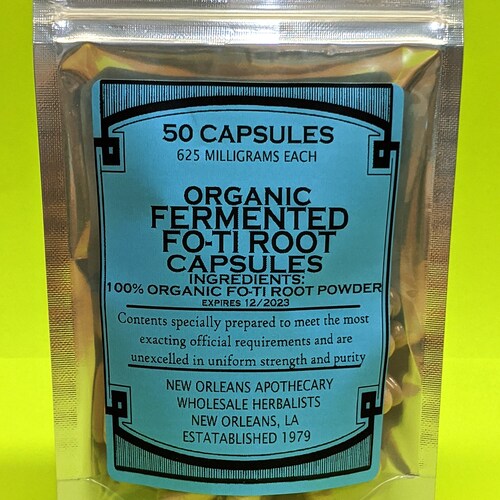 50 CAPSULES
625 MILLIGRAMS EACH
ORGANIC
FERMENTED
FO-TI ROOT
CAPSULES
INGREDIENTS:
100% ORGANIC FO-TI ROOT POWDER
EXPIRES 12/2023
Contents specially prepared to meet the most
exacting official requirements and are
unexcelled in uniform strength and purity
NEW ORLEANS APOTHECARY
WHOLESALE HERBALISTS
NEW ORLEANS, LA
ESTATABLISHED 1979